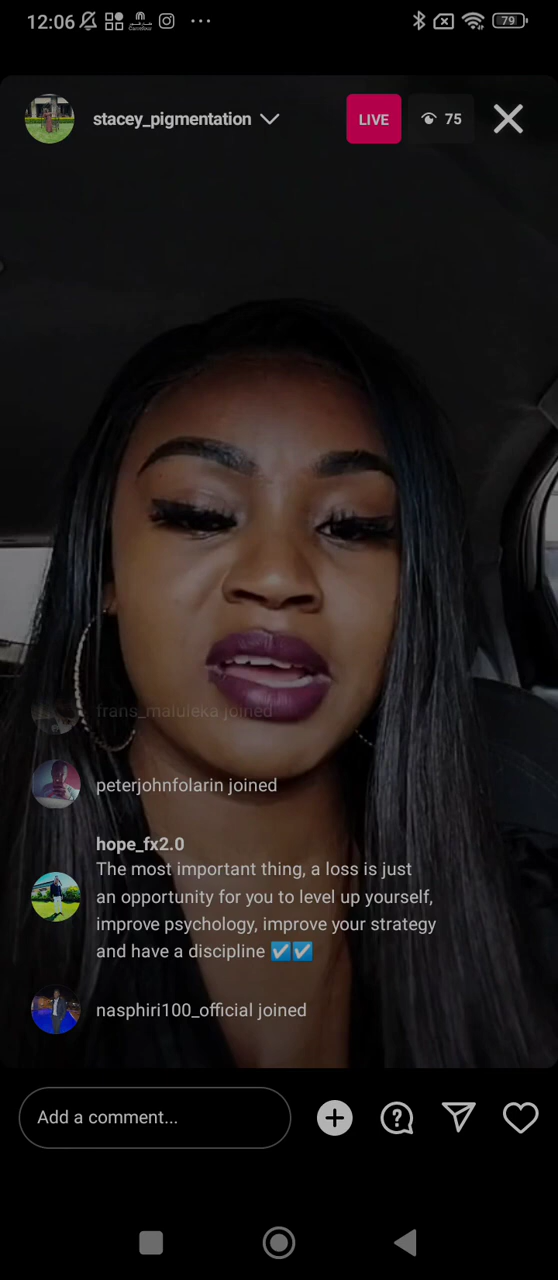 12:06
79
stacey_pigmentation
LIVE
75
frans_maluleka joined
peterjohnfolarin joined
hope_fx2.0
The most important thing, a loss is just
an opportunity for you to level up yourself,
improve psychology, improve your strategy
and have a discipline ☑️☑️
nasphiri100_official joined
Add a comment...